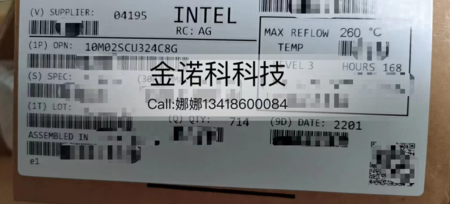 (V) SUPPLIER: 04195 INTEL
RC: AG
(1P) OPN: 10M02SCU324C8G
MAX REFLOW 260 °C
TEMP
LEVEL 3 HOURS 168
(S) SPEC:
金诺科科技
Call:娜娜13418600084
(1T) LOT:
(Q) QTY: 714 (9D) DATE: 2201
ASSEMBLED IN
e1